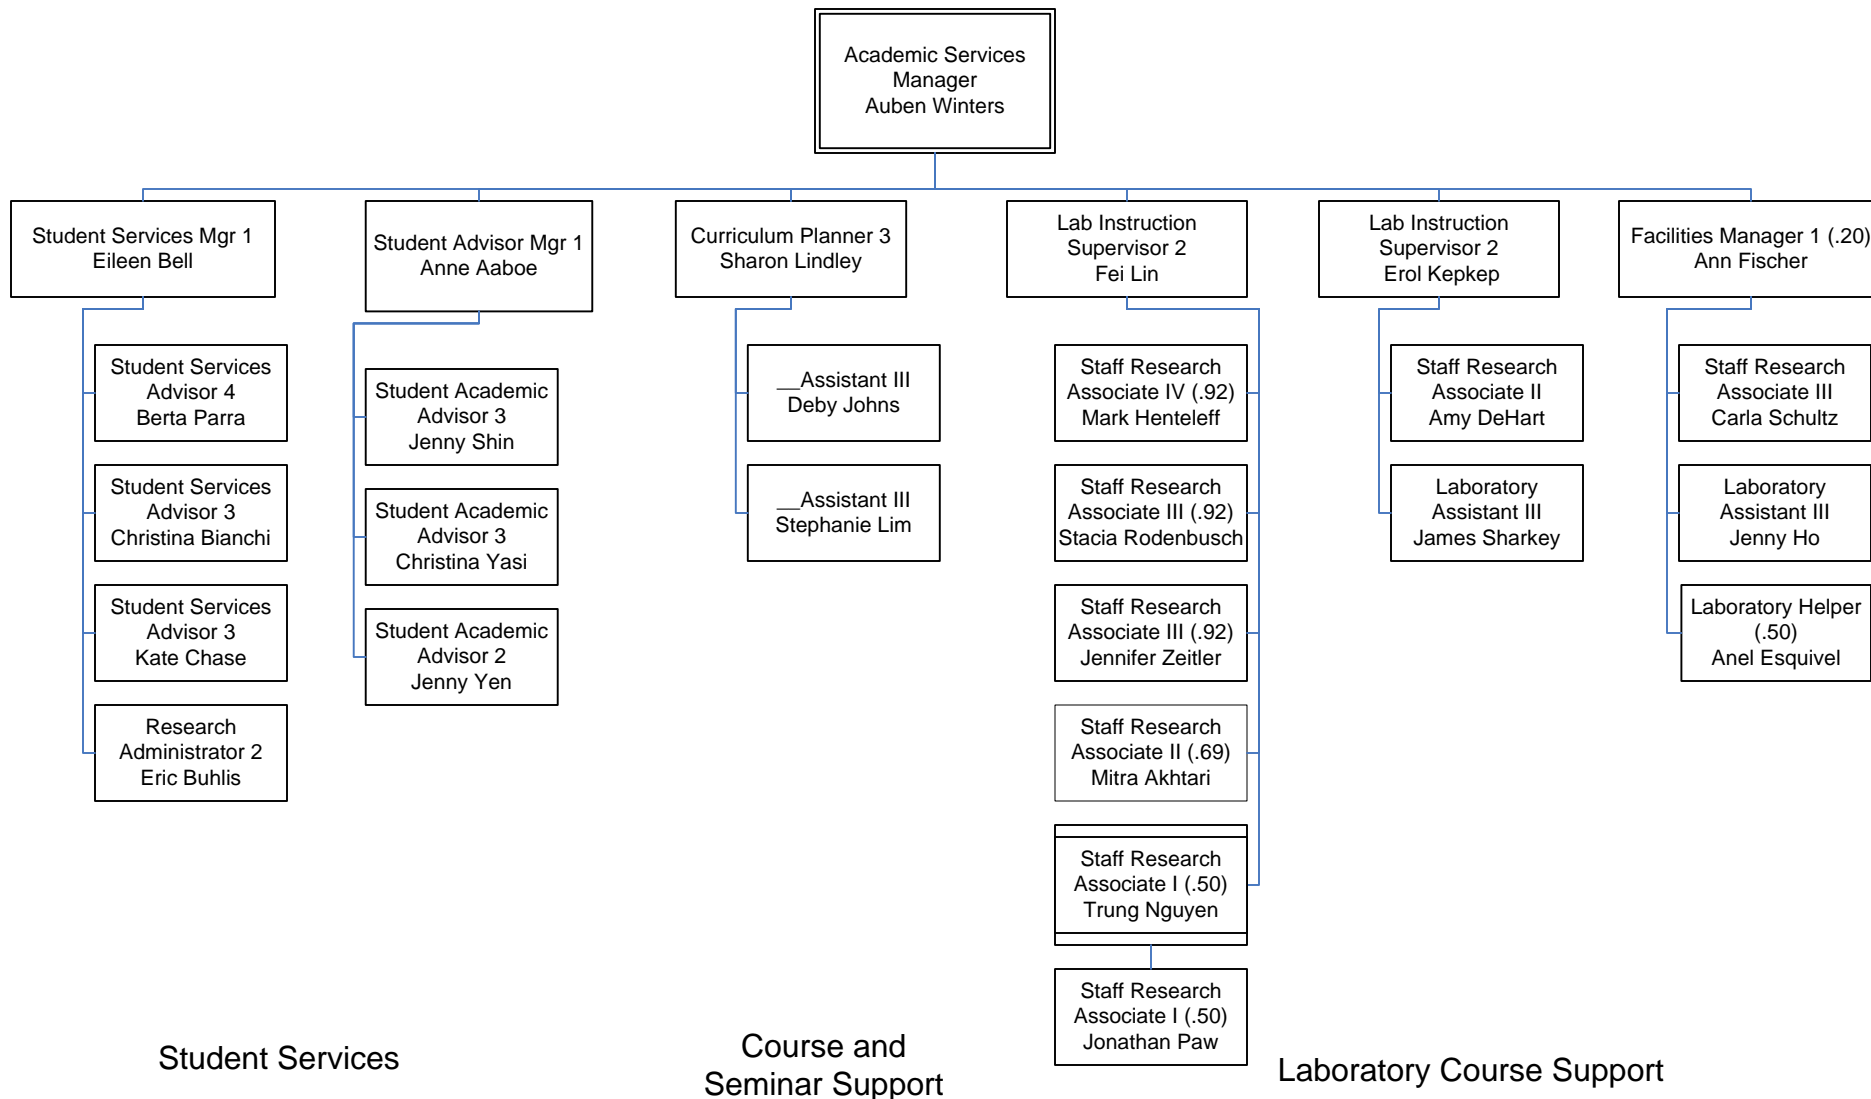 Academic Services
Manager
Auben Winters
Student Services Mgr 1
Eileen Bell
Student Advisor Mgr 1
Anne Aaboe
Curriculum Planner 3
Sharon Lindley
Lab Instruction
Supervisor 2
Fei Lin
Lab Instruction
Supervisor 2
Erol Kepkep
Facilities Manager 1 (.20)
Ann Fischer
Student Services
Advisor 4
Berta Parra
Student Services
Advisor 3
Christina Bianchi
Student Services
Advisor 3
Kate Chase
Research
Administrator 2
Eric Buhlis
Student Academic
Advisor 3
Jenny Shin
Student Academic
Advisor 3
Christina Yasi
Student Academic
Advisor 2
Jenny Yen
__Assistant III
Deby Johns
__Assistant III
Stephanie Lim
Staff Research
Associate IV (.92)
Mark Henteleff
Staff Research
Associate III (.92)
Stacia Rodenbusch
Staff Research
Associate III (.92)
Jennifer Zeitler
Staff Research
Associate II (.69)
Mitra Akhtari
Staff Research
Associate I (.50)
Trung Nguyen
Staff Research
Associate I (.50)
Jonathan Paw
Staff Research
Associate II
Amy DeHart
Laboratory
Assistant III
James Sharkey
Staff Research
Associate III
Carla Schultz
Laboratory
Assistant III
Jenny Ho
Laboratory Helper
(.50)
Anel Esquivel
Student Services
Course and
Seminar Support
Laboratory Course Support